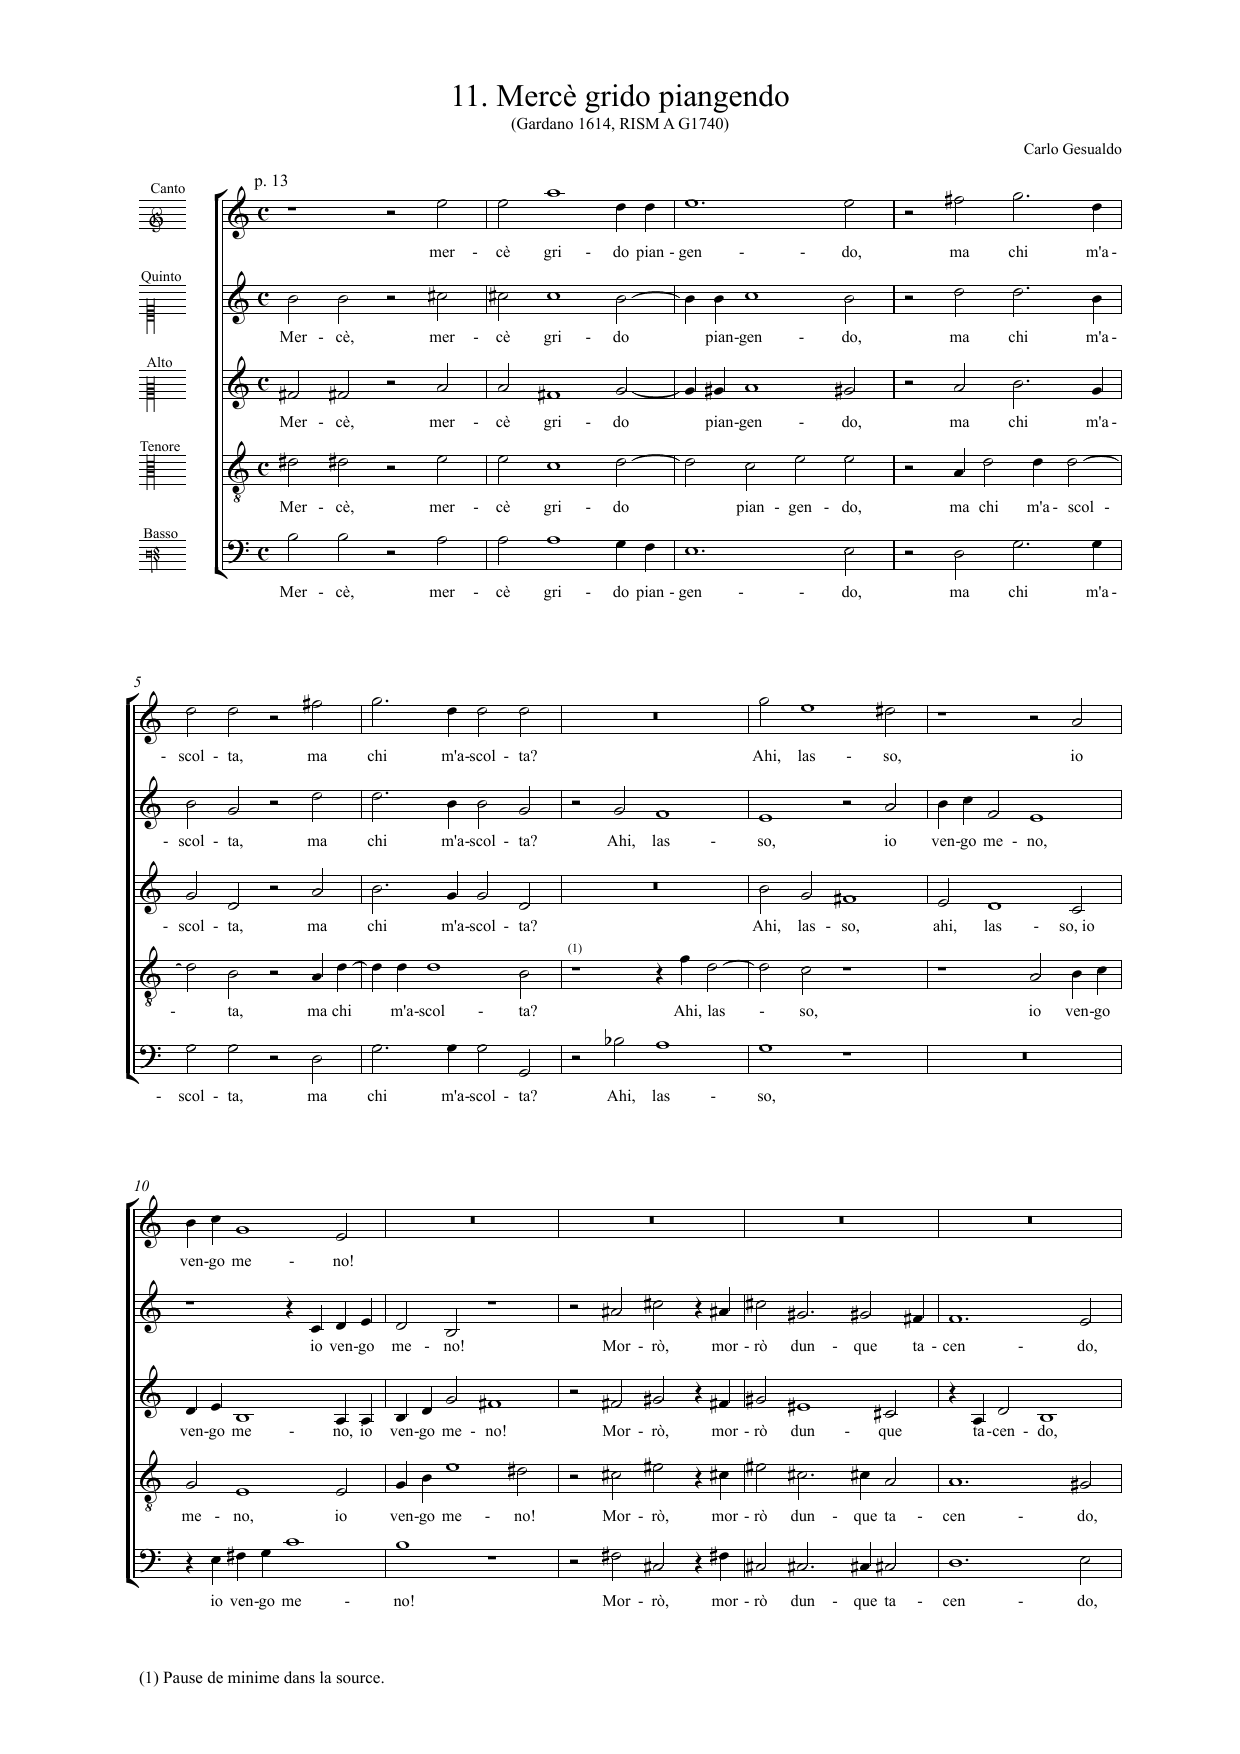 11. Mercè grido piangendo
(Gardano 1614, RISM A G1740)
Carlo Gesualdo
p. 13
Canto
mer - cè gri - do pian - gen - - do, ma chi m'a -
Quinto
Mer - cè, mer - cè gri - do pian-gen - do, ma chi m'a -
Alto
Mer - cè, mer - cè gri - do pian-gen - do, ma chi m'a -
Tenore
8
Mer - cè, mer - cè gri - do pian - gen - do, ma chi m'a - scol -
Basso
Mer - cè, mer - cè gri - do pian - gen - - do, ma chi m'a -
5
- scol - ta, ma chi m'a-scol - ta? Ahi, las - so, io
- scol - ta, ma chi m'a-scol - ta? Ahi, las - so, io ven-go me - no,
- scol - ta, ma chi m'a-scol - ta? Ahi, las - so, ahi, las - so, io
(1)
8
- ta, ma chi m'a-scol - ta? Ahi, las - so, io ven-go
- scol - ta, ma chi m'a-scol - ta? Ahi, las - so,
10
ven-go me - no!
io ven-go me - no! Mor - rò, mor - rò dun - que ta - cen - do,
ven-go me - no, io ven-go me - no! Mor - rò, mor - rò dun - que ta-cen - do,
8
me - no, io ven-go me - no! Mor - rò, mor - rò dun - que ta - cen - do,
io ven-go me - no! Mor - rò, mor - rò dun - que ta - cen - do,
(1) Pause de minime dans la source.